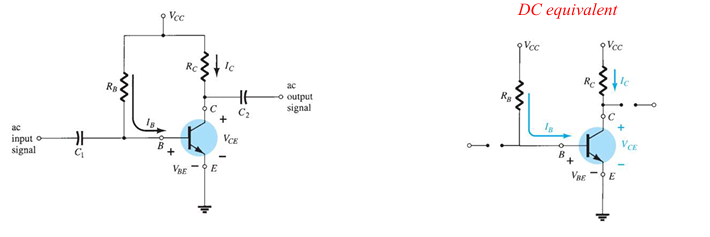 DC equivalent
VCC
RC
IC
RB
ac
output
signal
C
C2
+
IB
ac
input
signal
C1
B
+
VCE
−
VBE
−
E
VCC
VCC
RC
IC
RB
C
+
IB
B
+
VCE
−
VBE
−
E